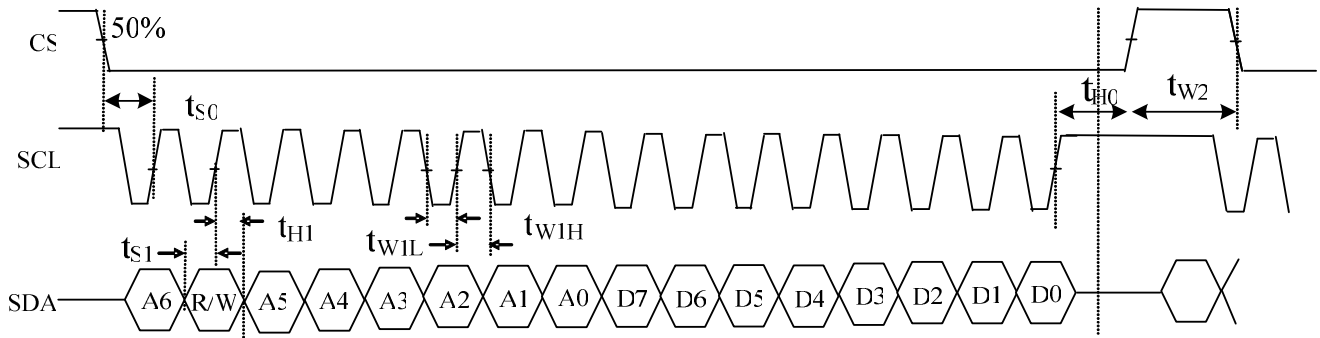 CS
50%
tS0
tH0
tW2
SCL
tH1
tS1
tW1L
tW1H
SDA
A6
R/W
A5
A4
A3
A2
A1
A0
D7
D6
D5
D4
D3
D2
D1
D0